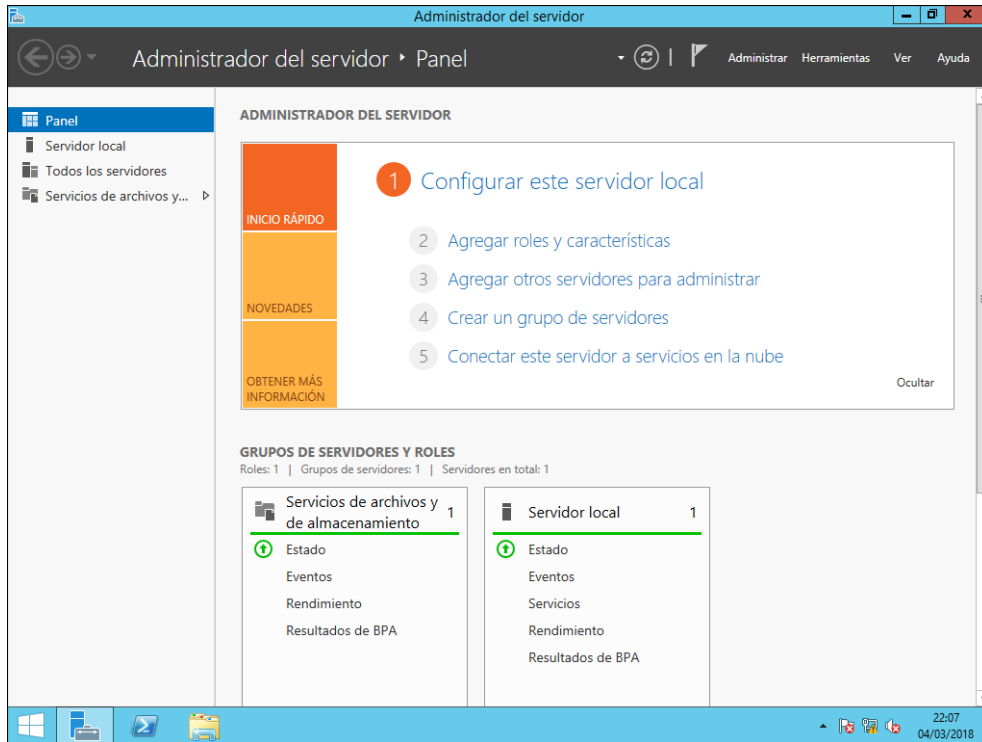 Administrador del servidor
Administrador del servidor ‣ Panel
Administrar Herramientas Ver Ayuda
Panel
Servidor local
Todos los servidores
Servicios de archivos y...
ADMINISTRADOR DEL SERVIDOR
INICIO RÁPIDO
NOVEDADES
OBTENER MÁS
INFORMACIÓN
1 Configurar este servidor local
2 Agregar roles y características
3 Agregar otros servidores para administrar
4 Crear un grupo de servidores
5 Conectar este servidor a servicios en la nube
Ocultar
GRUPOS DE SERVIDORES Y ROLES
Roles: 1 | Grupos de servidores: 1 | Servidores en total: 1
Servicios de archivos y
de almacenamiento 1
Estado
Eventos
Rendimiento
Resultados de BPA
Servidor local 1
Estado
Eventos
Servicios
Rendimiento
Resultados de BPA
22:07
04/03/2018